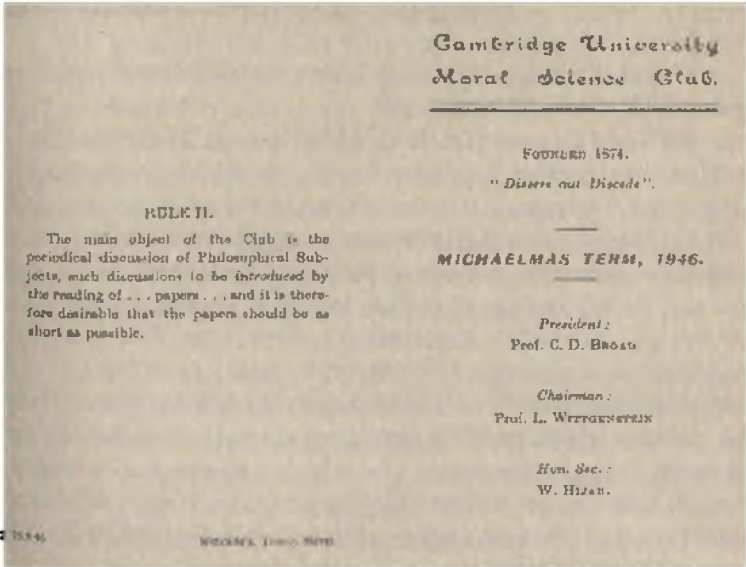 RULE II.
The main object of the Club is the
periodical discussion of Philosophical Sub-
jects, such discussions to be introduced by
the reading of . . . papers . . . and it is there-
fore desirable that the papers should be as
short as possible.
Cambridge University
Moral Science Club.
FOUNDED 1874.
"Dissere aut Discede".
MICHAELMAS TERM, 1946.
President :
Prof. C. D. BROAD
Chairman :
Prof. L. WITTGENSTEIN
Hon. Sec. :
W. HIJAB.